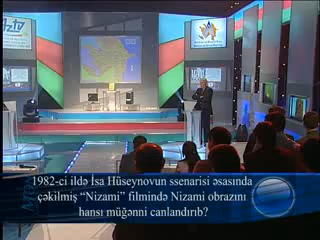 1982-ci ildə İsa Hüseynovun ssenarisi əsasında
çəkilmiş “Nizami” filmində Nizami obrazını
hansı müğənni canlandırıb?